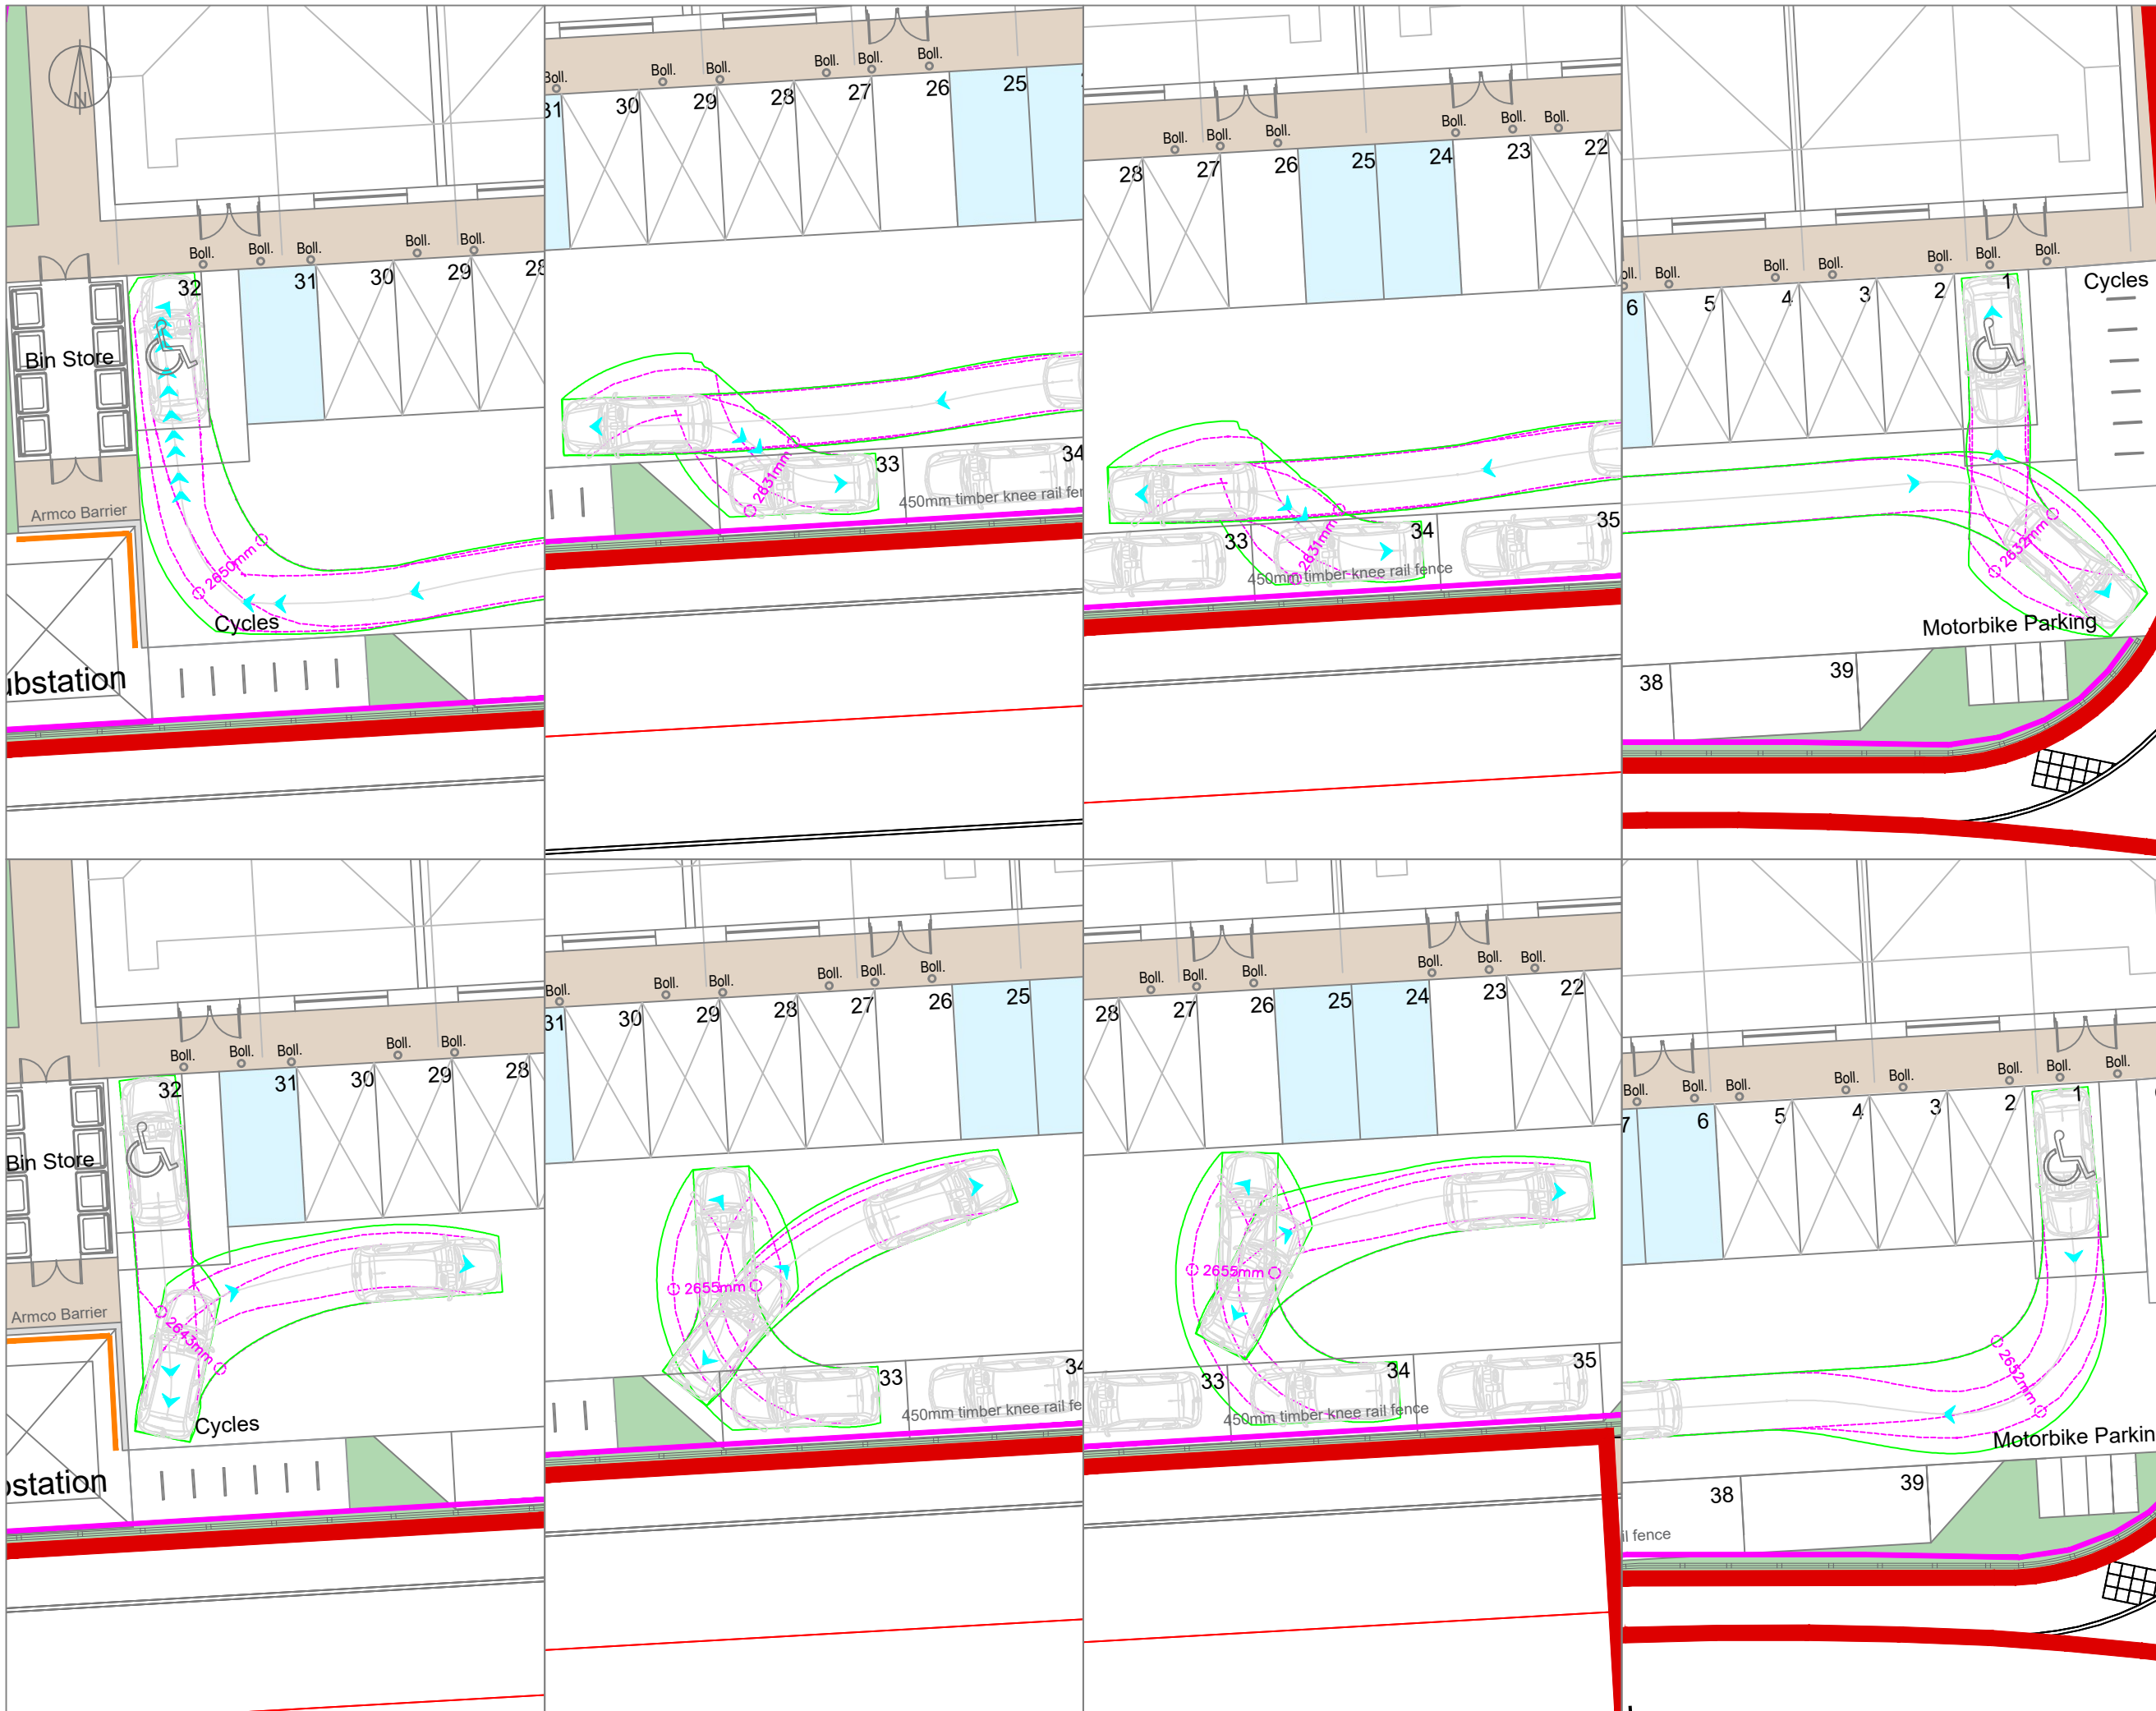 N
Boll. Boll. Boll. Boll. Boll.
32 31 30 29 28
Bin Store
Armco Barrier
2650mm
Cycles
ubstation
Boll. Boll. Boll. Boll. Boll. Boll.
31 30 29 28 27 26 25
33 34
2631mm
450mm timber knee rail fen
Boll. Boll. Boll. Boll. Boll. Boll.
28 27 26 25 24 23 22
33 34 35
2631mm
450mm timber knee rail fence
oll. Boll. Boll. Boll. Boll. Boll. Boll.
6 5 4 3 2 1
Cycles
2632mm
Motorbike Parking
38 39
Boll. Boll. Boll. Boll. Boll.
32 31 30 29 28
Bin Store
Armco Barrier
2643mm
Cycles
ostation
Boll. Boll. Boll. Boll. Boll. Boll.
31 30 29 28 27 26 25
2655mm
33 34
450mm timber knee rail fe
Boll. Boll. Boll. Boll. Boll. Boll.
28 27 26 25 24 23 22
2655mm
33 34 35
450mm timber knee rail fence
Boll. Boll. Boll. Boll. Boll. Boll. Boll. Boll.
7 6 5 4 3 2 1
2652mm
Motorbike Parkin
38 39
il fence